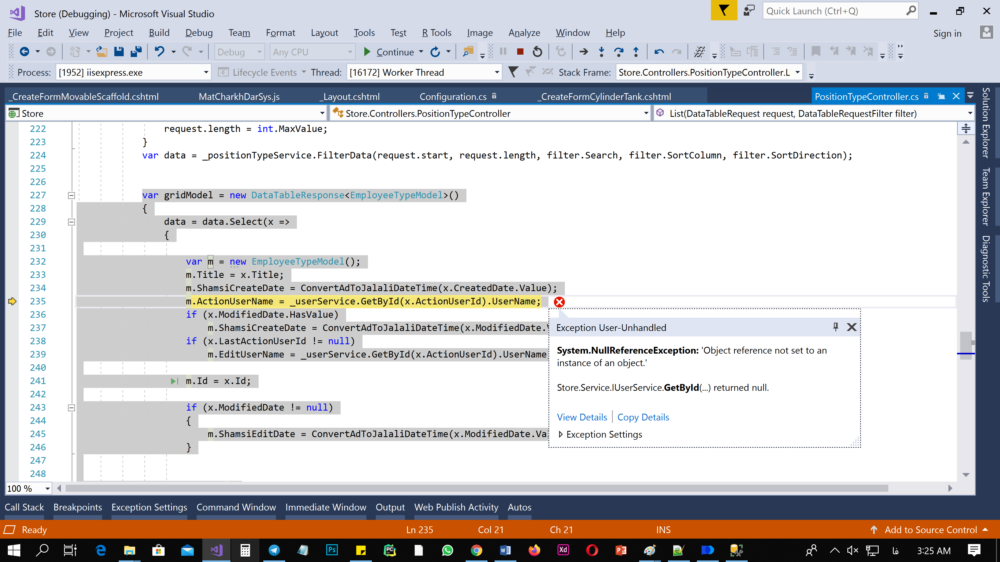 Store (Debugging) - Microsoft Visual Studio
Quick Launch (Ctrl+Q)
File Edit View Project Build Debug Team Format Layout Tools Test R Tools Image Analyze Window Help
Sign in
Debug Any CPU Continue
Process: [1952] iisexpress.exe Lifecycle Events Thread: [16172] Worker Thread Stack Frame: Store.Controllers.PositionTypeController.L
_CreateFormMovableScaffold.cshtml MatCharkhDarSys.js _Layout.cshtml Configuration.cs _CreateFormCylinderTank.cshtml PositionTypeController.cs
Store Store.Controllers.PositionTypeController List(DataTableRequest request, DataTableRequestFilter filter)
222 request.length = int.MaxValue;
223 }
224 var data = _positionTypeService.FilterData(request.start, request.length, filter.Search, filter.SortColumn, filter.SortDirection);
225
226
227 var gridModel = new DataTableResponse<EmployeeTypeModel>()
228 {
229 data = data.Select(x =>
230 {
231
232 var m = new EmployeeTypeModel();
233 m.Title = x.Title;
234 m.ShamsiCreateDate = ConvertAdToJalaliDateTime(x.CreatedDate.Value);
235 m.ActionUserName = _userService.GetById(x.ActionUserId).UserName;
236 if (x.ModifiedDate.HasValue)
237 m.ShamsiCreateDate = ConvertAdToJalaliDateTime(x.ModifiedDate.
238 if (x.LastActionUserId != null)
239 m.EditUserName = _userService.GetById(x.ActionUserId).UserName
240
241 m.Id = x.Id;
242
243 if (x.ModifiedDate != null)
244 {
245 m.ShamsiEditDate = ConvertAdToJalaliDateTime(x.ModifiedDate.Va
246 }
247
248
Exception User-Unhandled
System.NullReferenceException: 'Object reference not set to an
instance of an object.'
Store.Service.IUserService.GetById(...) returned null.
View Details | Copy Details
Exception Settings
Solution Explorer
Team Explorer
Diagnostic Tools
100 %
Call Stack Breakpoints Exception Settings Command Window Immediate Window Output Web Publish Activity Autos
Ready Ln 235 Col 21 Ch 21 INS Add to Source Control
Ps PC Xd فا 3:25 AM